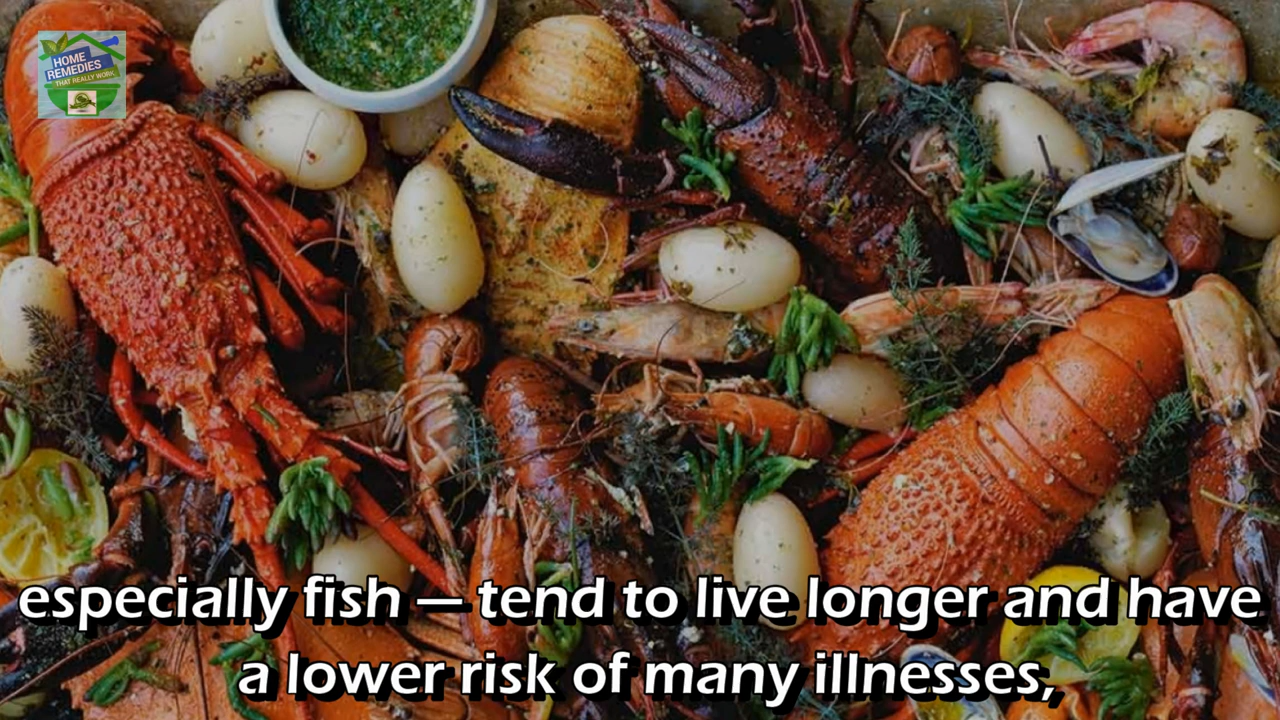 HOME
REMEDIES
THAT REALLY WORK
especially fish — tend to live longer and have
a lower risk of many illnesses,